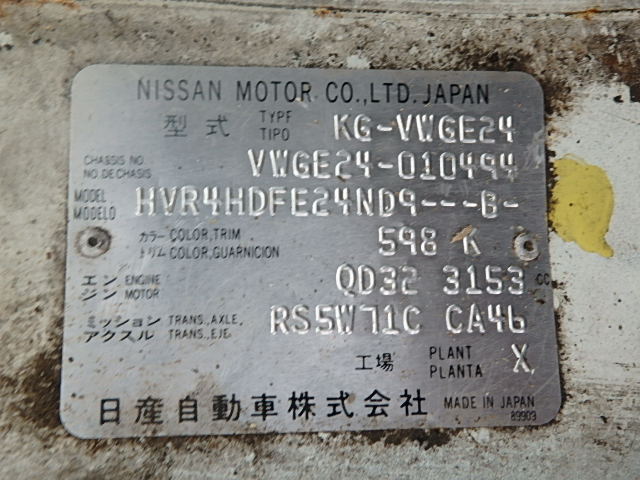 NISSAN MOTOR CO.,LTD. JAPAN
型式 TYPE TIPO KG-VWGE24
CHASSIS NO. NO. DE CHASIS VWGE24-010494
MODEL MODELO HVR4HDFE24ND9---B-
カラー COLOR,TRIM 598 K
トリム COLOR,GUARNICION
エンジン ENGINE MOTOR QD32 3153 cc
ミッション TRANS.,AXLE. RS5W71C CA46
アクスル TRANS.,EJE.
工場 PLANT PLANTA X
日産自動車株式会社 MADE IN JAPAN
89909